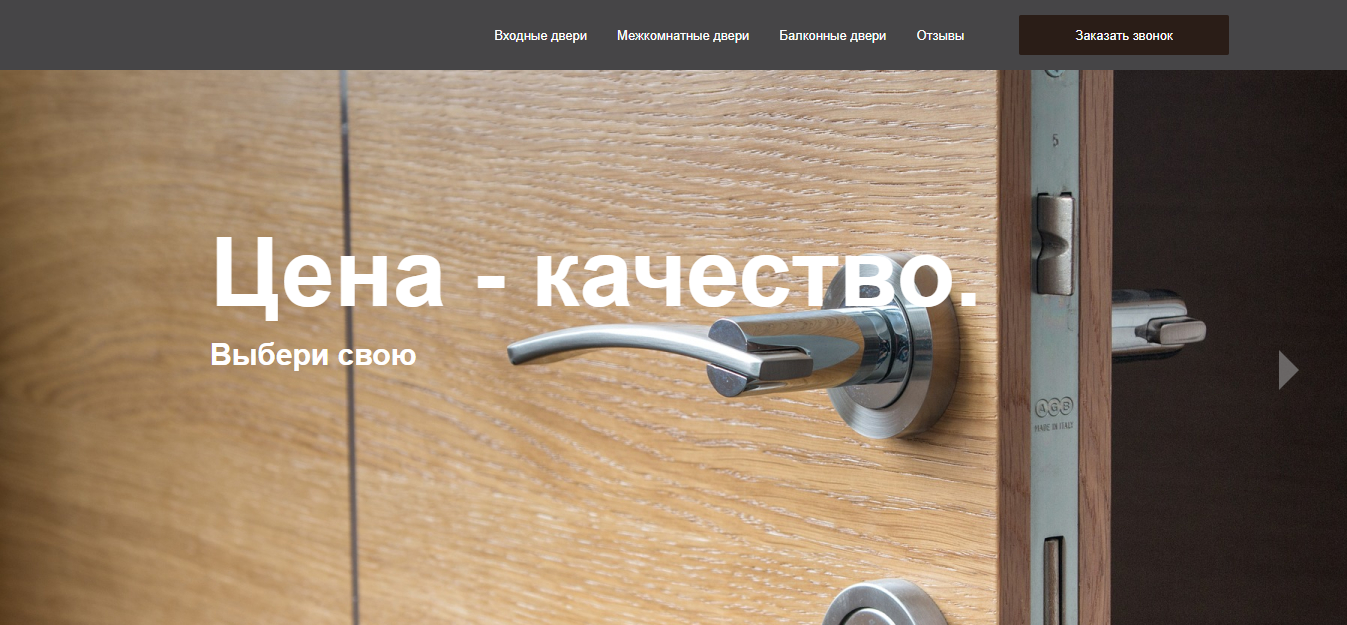 Входные двери Межкомнатные двери Балконные двери Отзывы Заказать звонок
5
Цена - качество.
Выбери свою
AGB
MADE IN ITALY